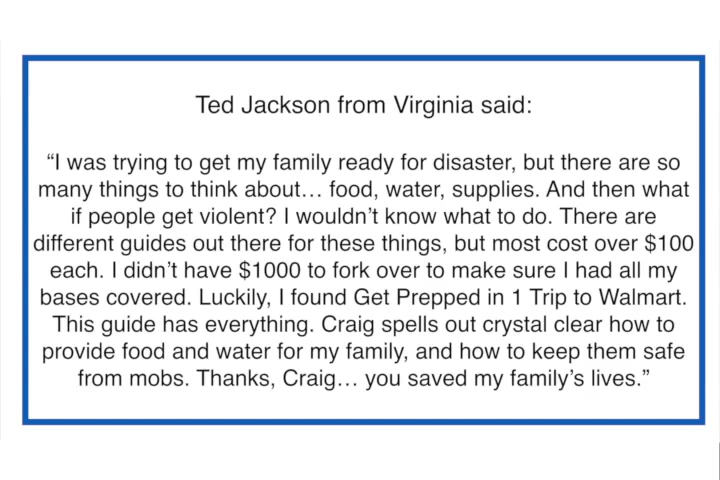 Ted Jackson from Virginia said:
“I was trying to get my family ready for disaster, but there are so
many things to think about… food, water, supplies. And then what
if people get violent? I wouldn’t know what to do. There are
different guides out there for these things, but most cost over $100
each. I didn’t have $1000 to fork over to make sure I had all my
bases covered. Luckily, I found Get Prepped in 1 Trip to Walmart.
This guide has everything. Craig spells out crystal clear how to
provide food and water for my family, and how to keep them safe
from mobs. Thanks, Craig… you saved my family’s lives.”